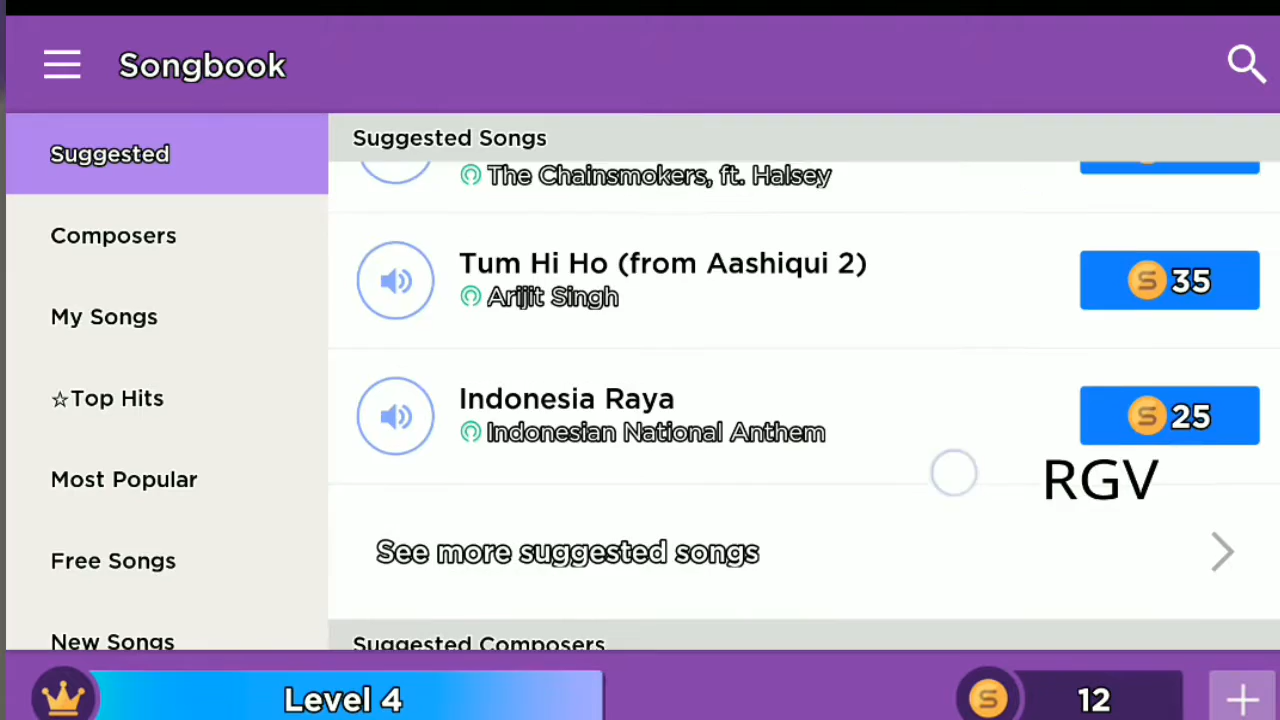 Songbook
Suggested
Composers
My Songs
☆Top Hits
Most Popular
Free Songs
New Songs
Suggested Songs
The Chainsmokers, ft. Halsey
Tum Hi Ho (from Aashiqui 2)
Arijit Singh
S 35
Indonesia Raya
Indonesian National Anthem
S 25
RGV
See more suggested songs
Suggested Composers
Level 4
S 12